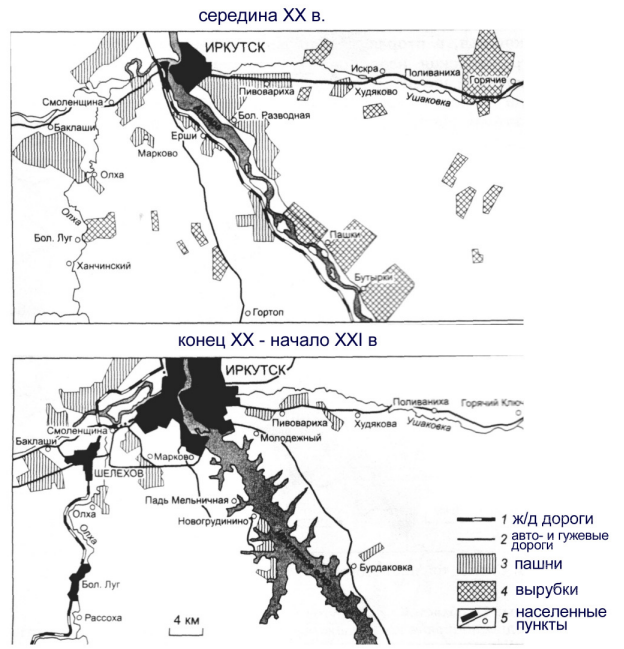 середина XX в.
ИРКУТСК
Искра
Поливаниха
Горячие
Пивовариха
Худяково
Ушаковка
Смоленщина
Бол. Разводная
Баклаши
Ерши
Марково
Олха
Олха
Бол. Луг
Пашки
Ханчинский
Бутырки
Гортоп
конец XX - начало XXI в
ИРКУТСК
Поливаниха
Горячий Ключ
Пивовариха
Худякова
Ушаковка
Смоленщина
Молодежный
Баклаши
Марково
ШЕЛЕХОВ
Падь Мельничная
Олха
Новогрудинино
Олха
Бурдаковка
Бол. Луг
Рассоха
4 км
1 ж/д дороги
2 авто- и гужевые
дороги
3 пашни
4 вырубки
5 населенные
пункты